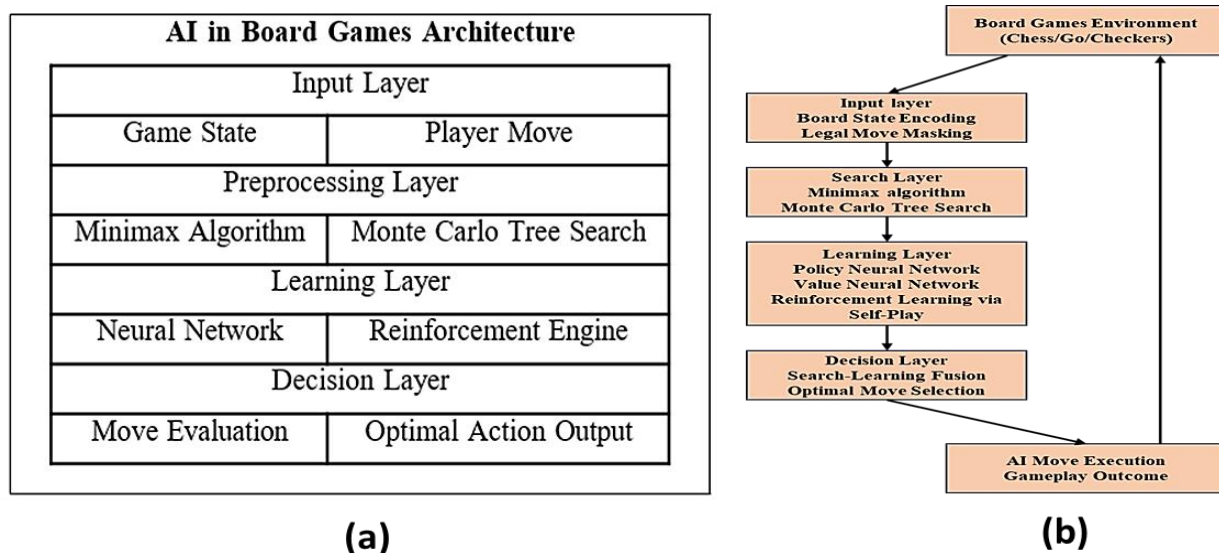 AI in Board Games Architecture
Input Layer
Game State Player Move
Preprocessing Layer
Minimax Algorithm Monte Carlo Tree Search
Learning Layer
Neural Network Reinforcement Engine
Decision Layer
Move Evaluation Optimal Action Output
(a)
Board Games Environment
(Chess/Go/Checkers)
Input layer
Board State Encoding
Legal Move Masking
Search Layer
Minimax algorithm
Monte Carlo Tree Search
Learning Layer
Policy Neural Network
Value Neural Network
Reinforcement Learning via
Self-Play
Decision Layer
Search-Learning Fusion
Optimal Move Selection
AI Move Execution
Gameplay Outcome
(b)